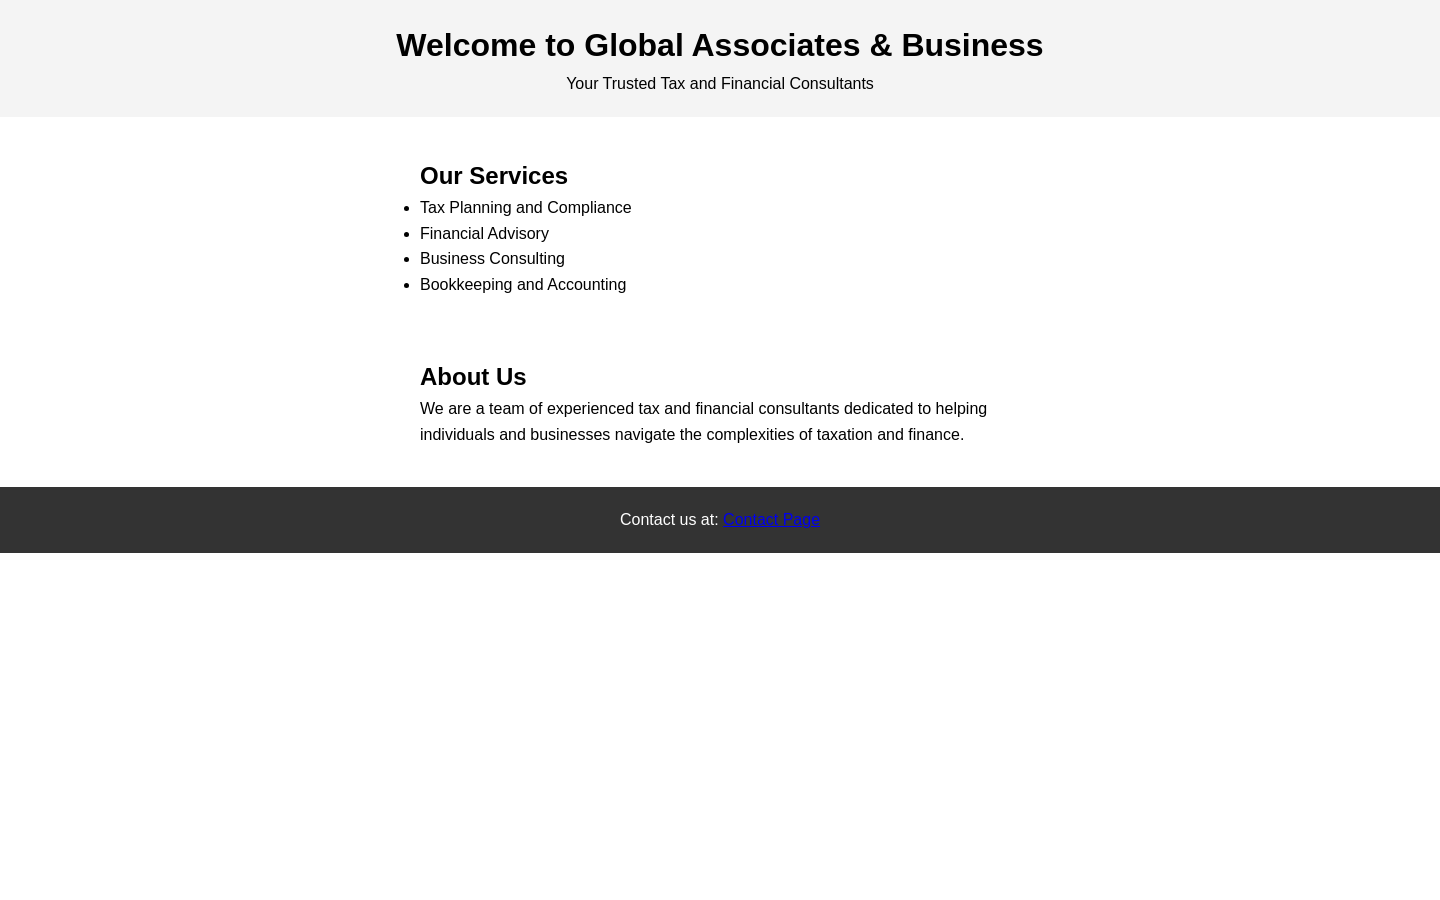 Welcome to Global Associates & Business
Your Trusted Tax and Financial Consultants
Our Services
Tax Planning and Compliance
Financial Advisory
Business Consulting
Bookkeeping and Accounting
About Us
We are a team of experienced tax and financial consultants dedicated to helping
individuals and businesses navigate the complexities of taxation and finance.
Contact us at: Contact Page